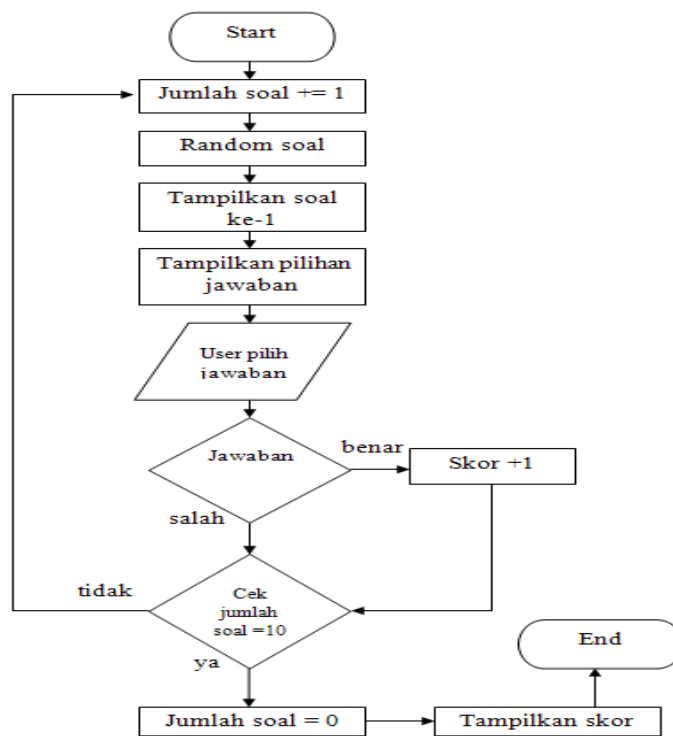 Start
Jumlah soal += 1
Random soal
Tampilkan soal
ke-1
Tampilkan pilihan
jawaban
User pilih
jawaban
Jawaban
benar
Skor +1
salah
tidak
Cek
jumlah
soal =10
ya
End
Jumlah soal = 0
Tampilkan skor